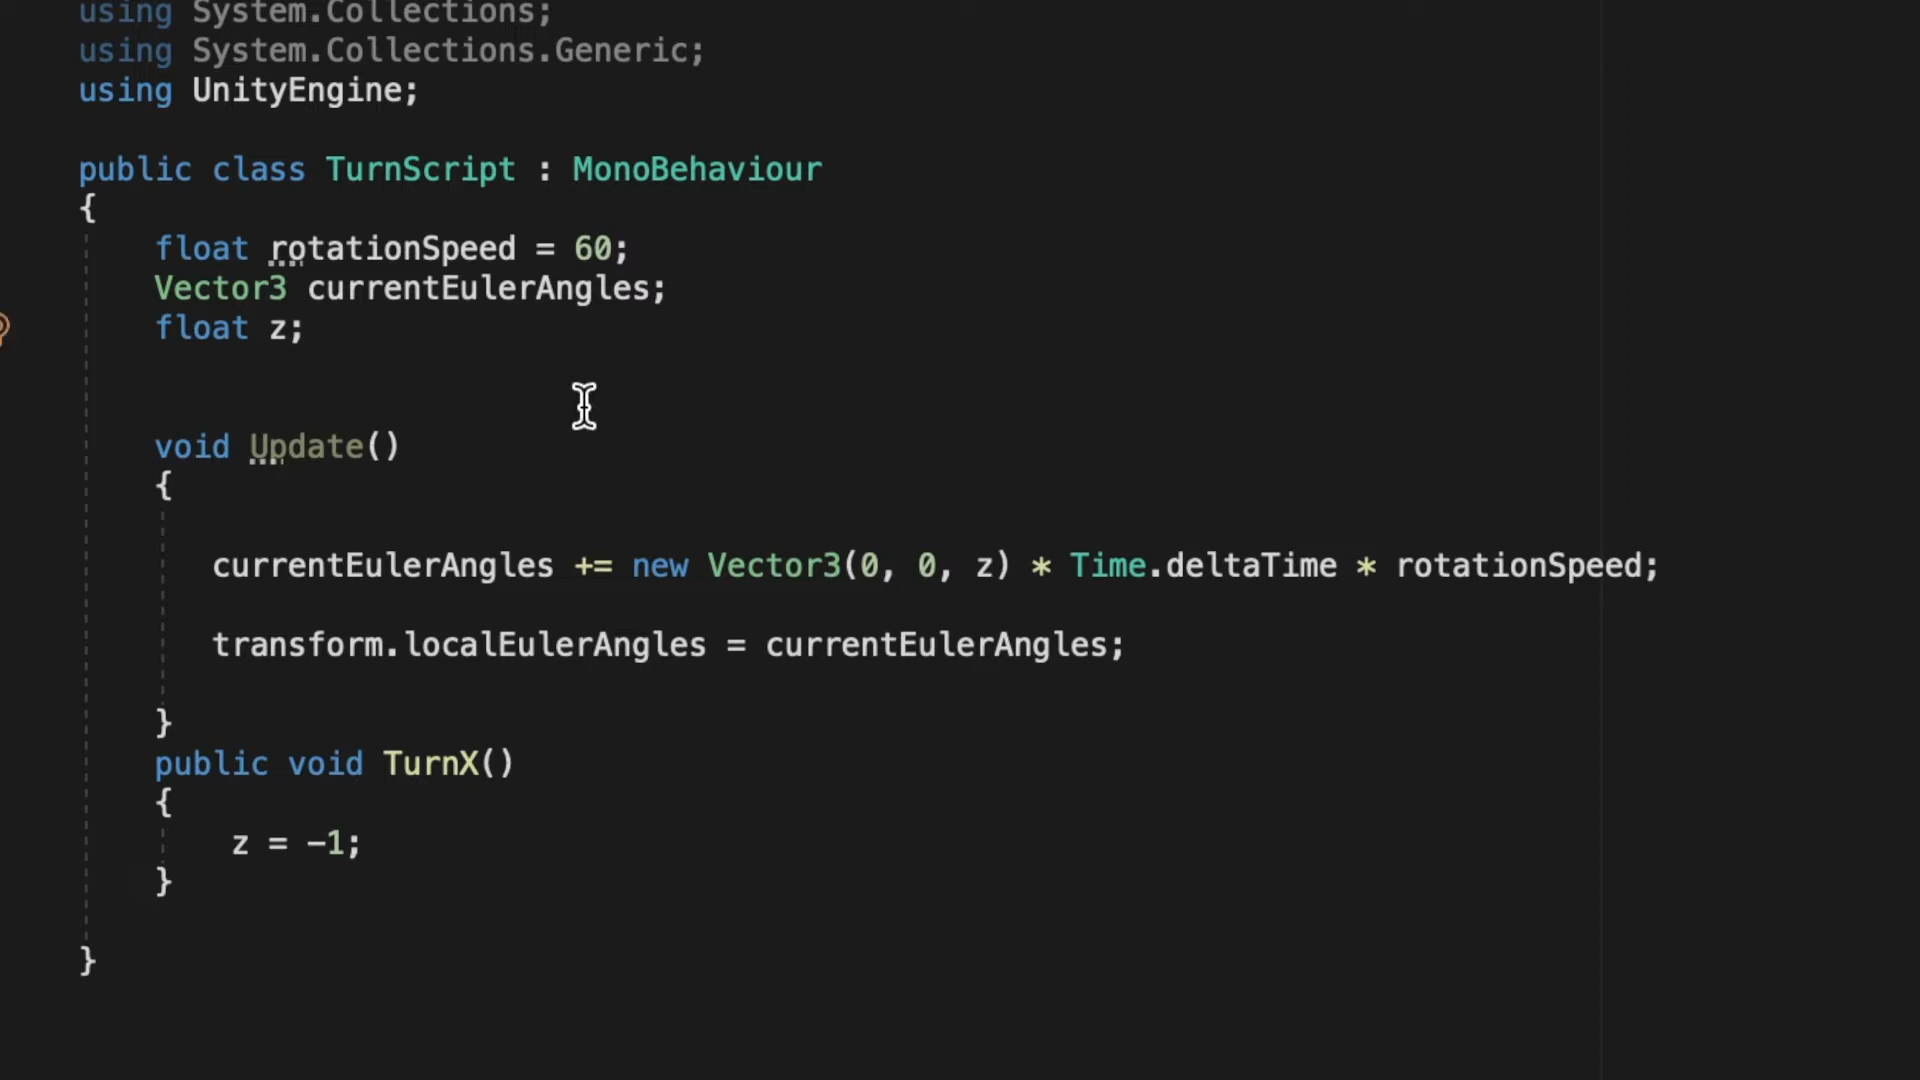 using System.Collections;
using System.Collections.Generic;
using UnityEngine;
public class TurnScript : MonoBehaviour
{
float rotationSpeed = 60;
Vector3 currentEulerAngles;
float z;
void Update()
{
currentEulerAngles += new Vector3(0, 0, z) * Time.deltaTime * rotationSpeed;
transform.localEulerAngles = currentEulerAngles;
}
public void TurnX()
{
z = -1;
}
}